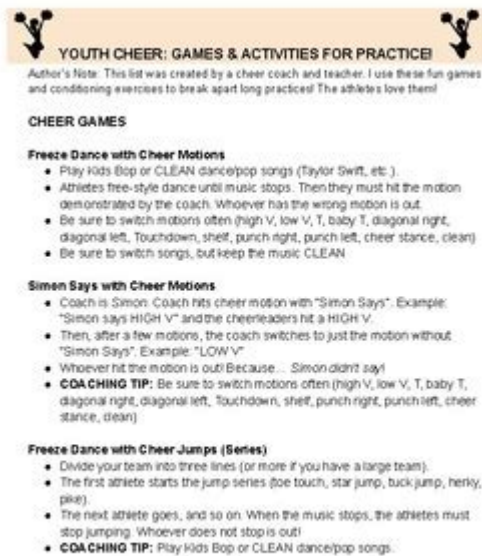 YOUTH CHEER: GAMES & ACTIVITIES FOR PRACTICE!
Author's Note: This list was created by a cheer coach and teacher. I use these fun games
and conditioning exercises to break apart long practices! The athletes love them!
CHEER GAMES
Freeze Dance with Cheer Motions
● Play Kids Bop or CLEAN dance/pop songs (Taylor Swift, etc.).
● Athletes free-style dance until music stops. Then they must hit the motion
demonstrated by the coach. Whoever has the wrong motion is out.
● Be sure to switch motions often (high V, low V, T, baby T, diagonal right,
diagonal left, Touchdown, shelf, punch right, punch left, cheer stance, clean)
● Be sure to switch songs, but keep the music CLEAN
Simon Says with Cheer Motions
● Coach is Simon: Coach hits cheer motion with "Simon Says". Example:
"Simon says HIGH V" and the cheerleaders hit a HIGH V.
● Then, after a few motions, the coach switches to just the motion without
"Simon Says". Example: "LOW V"
● Whoever hit the motion is out! Because... Simon didn't say!
● COACHING TIP: Be sure to switch motions often (high V, low V, T, baby T,
diagonal right, diagonal left, Touchdown, shelf, punch right, punch left, cheer
stance, clean)
Freeze Dance with Cheer Jumps (Series)
● Divide your team into three lines (or more if you have a large team).
● The first athlete starts the jump series (toe touch, star jump, tuck jump, herky,
pike).
● The next athlete goes, and so on. When the music stops, the athletes must
stop jumping. Whoever does not stop is out!
● COACHING TIP: Play Kids Bop or CLEAN dance/pop songs